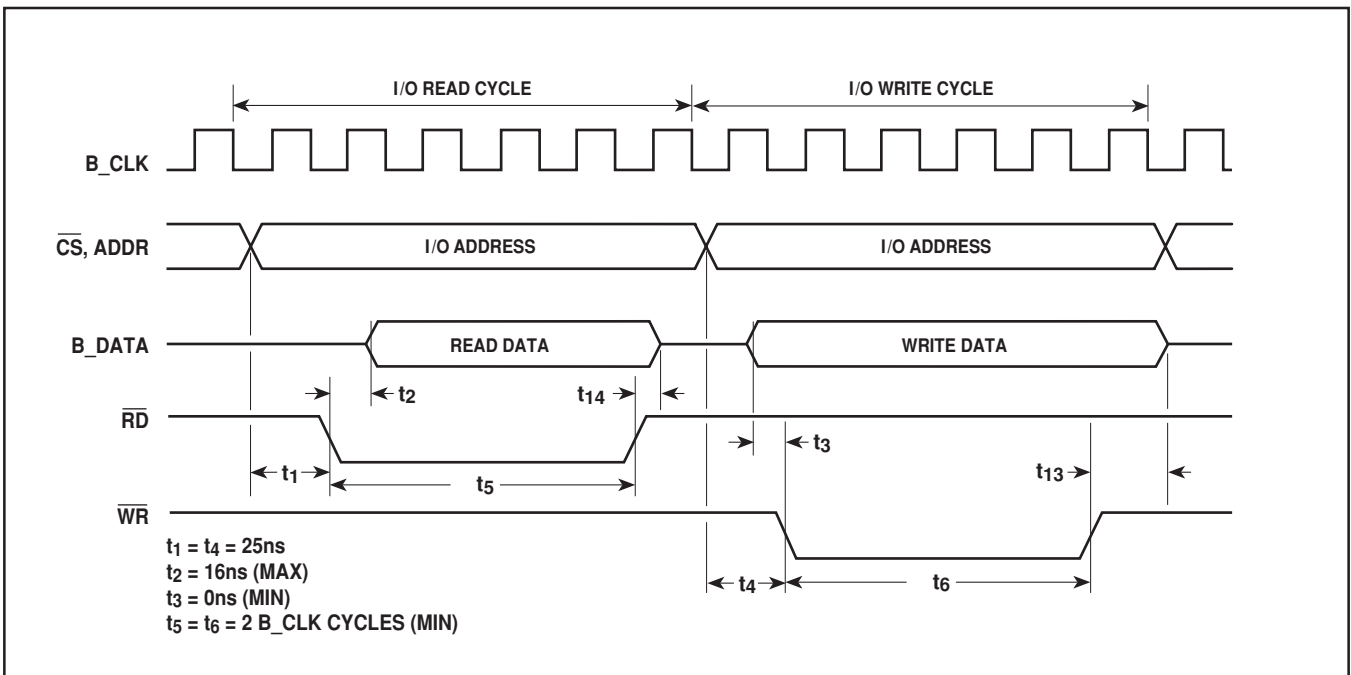 I/O READ CYCLE I/O WRITE CYCLE
B_CLK
CS, ADDR I/O ADDRESS I/O ADDRESS
B_DATA READ DATA WRITE DATA
t2 t14
RD
t3
t1 t5 t13
WR
t1 = t4 = 25ns
t2 = 16ns (MAX)
t4 t6
t3 = 0ns (MIN)
t5 = t6 = 2 B_CLK CYCLES (MIN)